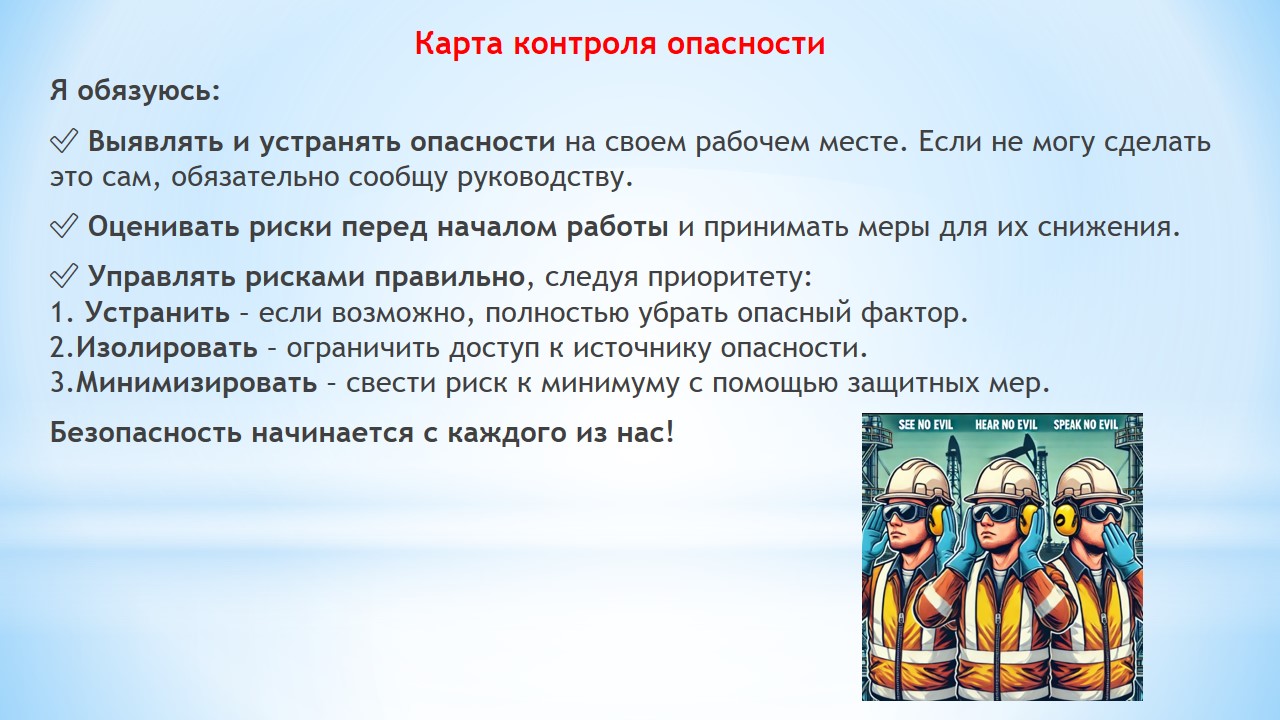 Карта контроля опасности
Я обязуюсь:
✅ Выявлять и устранять опасности на своем рабочем месте. Если не могу сделать
это сам, обязательно сообщу руководству.
✅ Оценивать риски перед началом работы и принимать меры для их снижения.
✅ Управлять рисками правильно, следуя приоритету:
1. Устранить – если возможно, полностью убрать опасный фактор.
2.Изолировать – ограничить доступ к источнику опасности.
3.Минимизировать – свести риск к минимуму с помощью защитных мер.
Безопасность начинается с каждого из нас!
SEE NO EVIL HEAR NO EVIL SPEAK NO EVIL